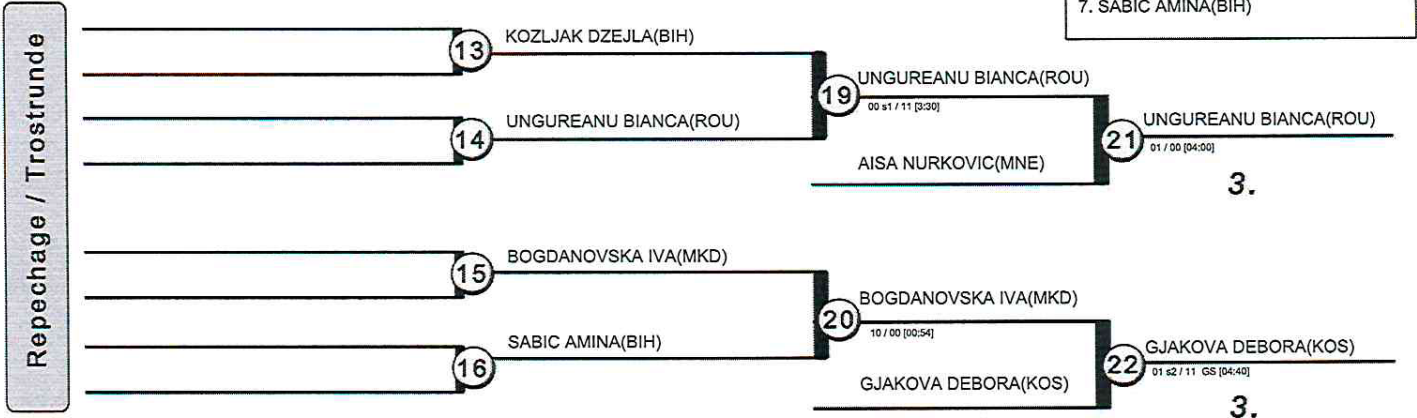 7. SABIC AMINA(BIH)
Repechage / Trostrunde
13
KOZLJAK DZEJLA(BIH)
14
UNGUREANU BIANCA(ROU)
19
UNGUREANU BIANCA(ROU)
00 s1 / 11 [3:30]
AISA NURKOVIC(MNE)
21
UNGUREANU BIANCA(ROU)
01 / 00 [04:00]
3.
15
BOGDANOVSKA IVA(MKD)
16
SABIC AMINA(BIH)
20
BOGDANOVSKA IVA(MKD)
10 / 00 [00:54]
GJAKOVA DEBORA(KOS)
22
GJAKOVA DEBORA(KOS)
01 s2 / 11 GS [04:40]
3.